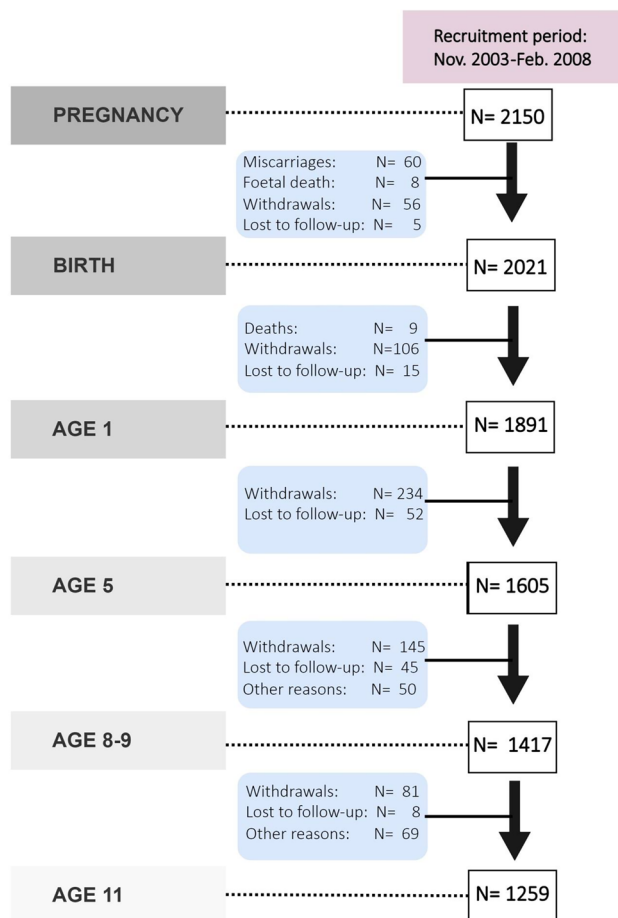 Recruitment period:
Nov. 2003-Feb. 2008
PREGNANCY
N= 2150
Miscarriages: N= 60
Foetal death: N= 8
Withdrawals: N= 56
Lost to follow-up: N= 5
BIRTH
N= 2021
Deaths: N= 9
Withdrawals: N=106
Lost to follow-up: N= 15
AGE 1
N= 1891
Withdrawals: N= 234
Lost to follow-up: N= 52
AGE 5
N= 1605
Withdrawals: N= 145
Lost to follow-up: N= 45
Other reasons: N= 50
AGE 8-9
N= 1417
Withdrawals: N= 81
Lost to follow-up: N= 8
Other reasons: N= 69
AGE 11
N= 1259